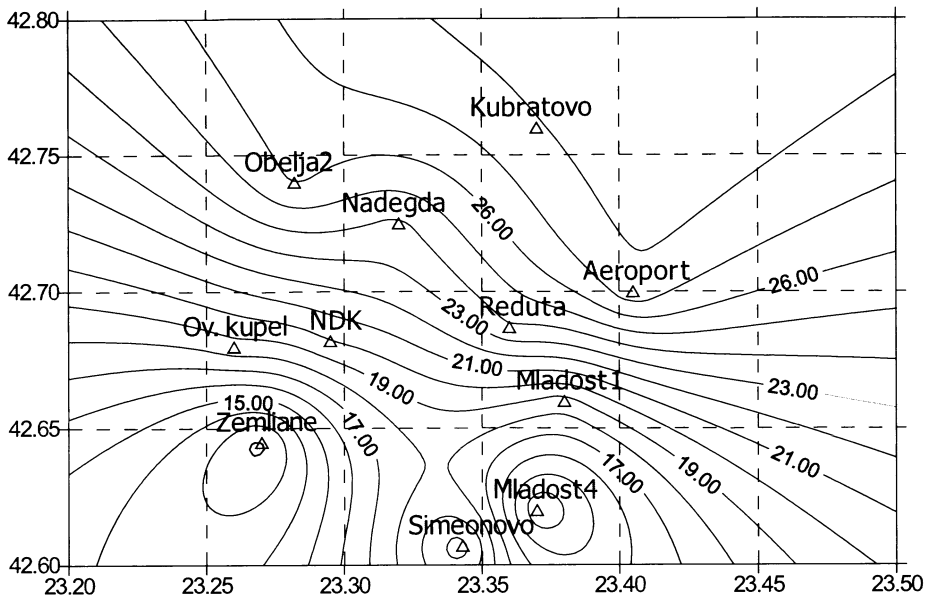 42.80
Kubratovo
42.75
Obelja2
Nadegda
26.00
Aeroport
26.00
42.70
Reduta
23.00
NDK
Ov. kupel
21.00
Mladost1
19.00
23.00
15.00
Zemliane
17.00
42.65
21.00
17.00
19.00
Mladost4
Simeonovo
42.60
23.20 23.25 23.30 23.35 23.40 23.45 23.50